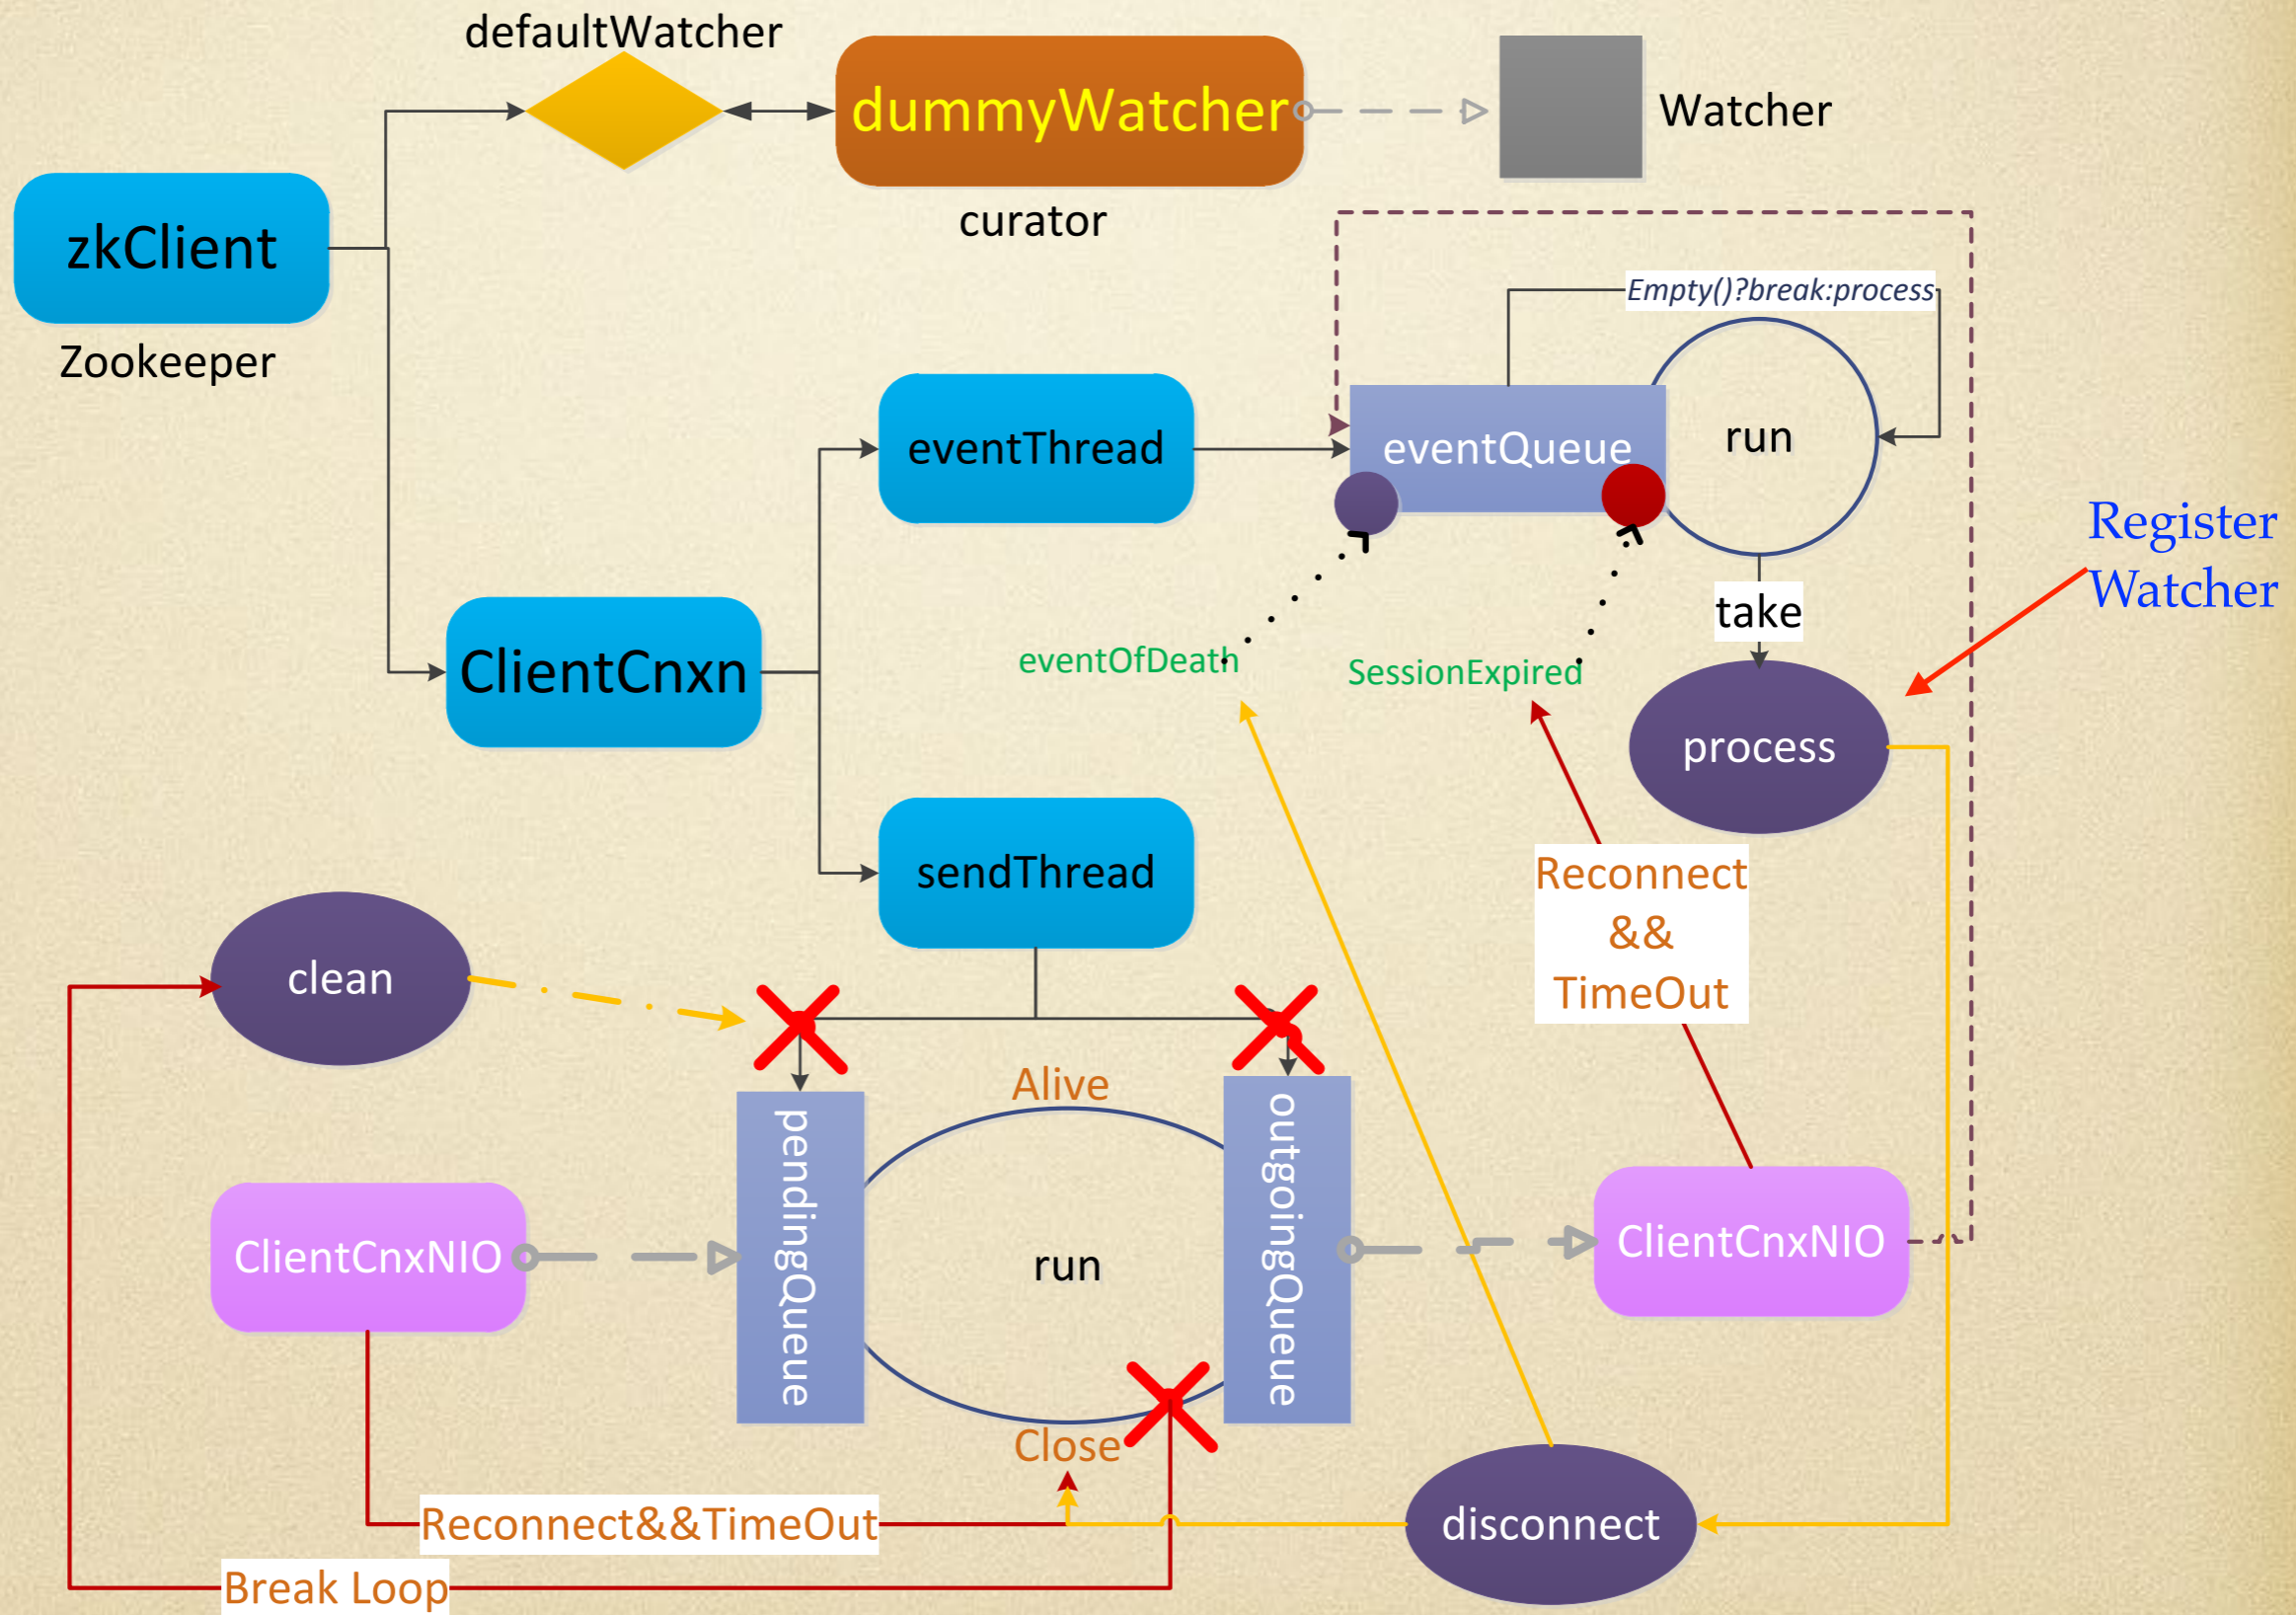 defaultWatcher
dummyWatcher
Watcher
curator
zkClient
Zookeeper
Empty()?break:process
eventThread
eventQueue
run
Register
Watcher
take
eventOfDeath
SessionExpired
ClientCnxn
process
sendThread
Reconnect
&&
TimeOut
clean
Alive
pendingQueue
outgoingQueue
ClientCnxNIO
run
ClientCnxNIO
Close
Reconnect&&TimeOut
disconnect
Break Loop